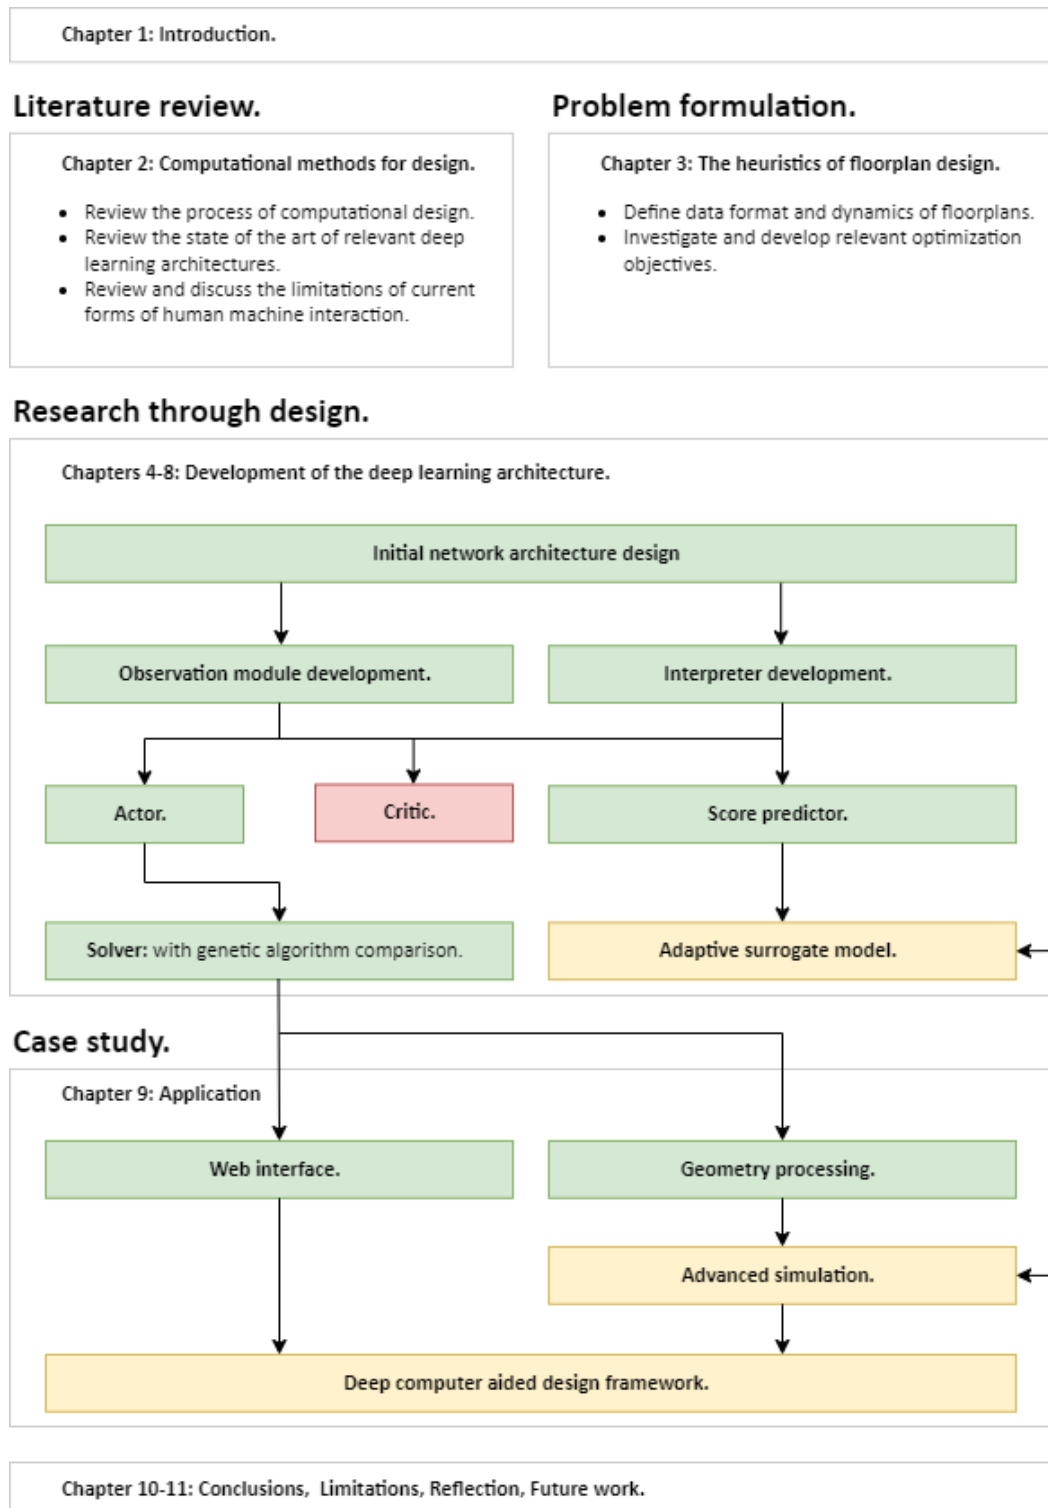 Chapter 1: Introduction.
Literature review.
Chapter 2: Computational methods for design.
• Review the process of computational design.
• Review the state of the art of relevant deep
learning architectures.
• Review and discuss the limitations of current
forms of human machine interaction.
Problem formulation.
Chapter 3: The heuristics of floorplan design.
• Define data format and dynamics of floorplans.
• Investigate and develop relevant optimization
objectives.
Research through design.
Chapters 4-8: Development of the deep learning architecture.
Initial network architecture design
Observation module development.
Interpreter development.
Actor.
Critic.
Score predictor.
Solver: with genetic algorithm comparison.
Adaptive surrogate model.
Case study.
Chapter 9: Application
Web interface.
Geometry processing.
Advanced simulation.
Deep computer aided design framework.
Chapter 10-11: Conclusions, Limitations, Reflection, Future work.